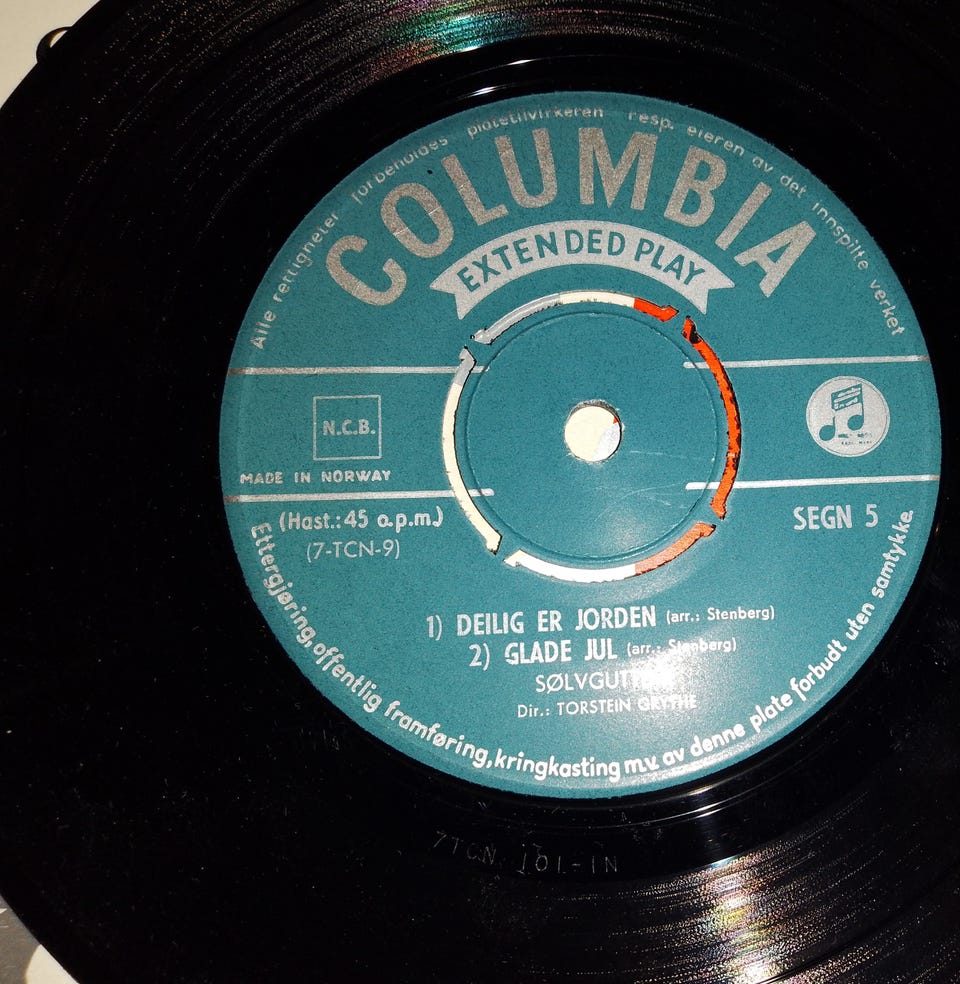 Alle rettigheter forbeholdes platetilvirkeren resp. eieren av det innspilte verket
COLUMBIA
EXTENDED PLAY
N.C.B.
MADE IN NORWAY
(Hast.: 45 o.p.m.)
(7-TCN-9)
SEGN 5
1) DEILIG ER JORDEN (arr.: Stenberg)
2) GLADE JUL (arr.: Stenberg)
Dir.: TORSTEIN GRYTHE
Ettergjøring, offentlig framføring, kringkasting m.v. av denne plate forbudt uten samtykke.
7TCN 101-1N